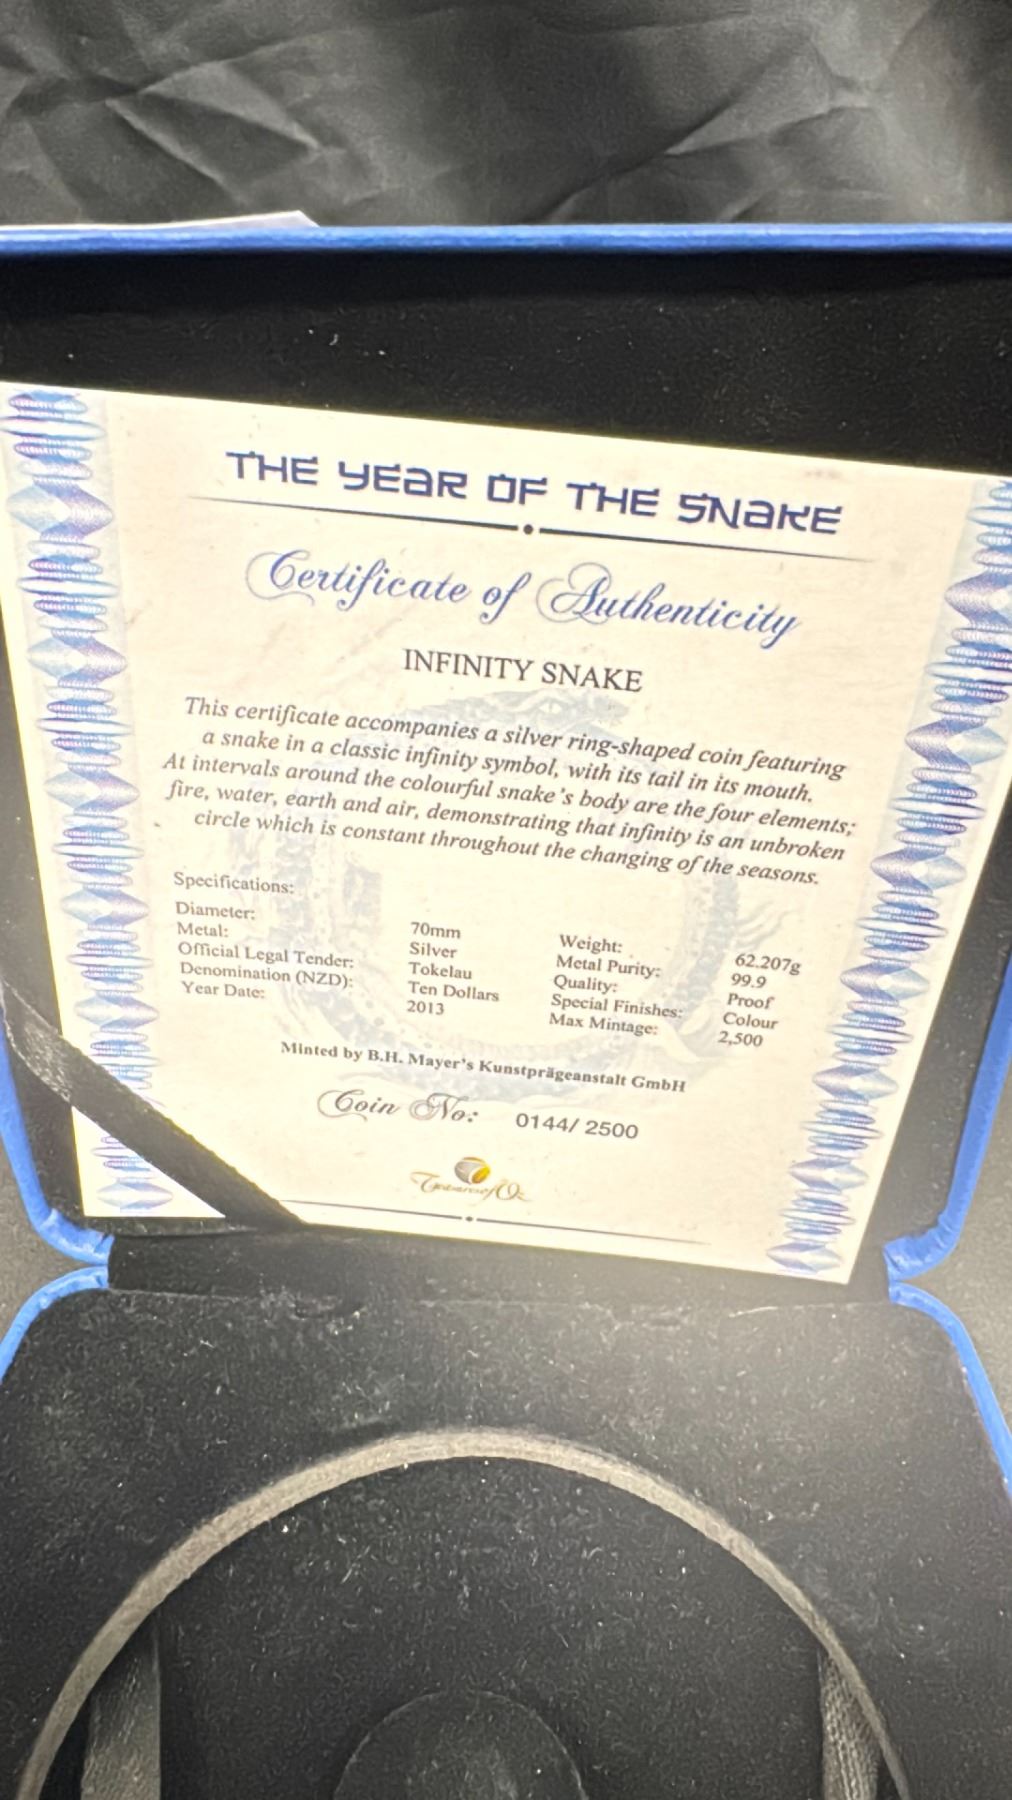 THE YEAR OF THE SNAKE
Certificate of Authenticity
INFINITY SNAKE
This certificate accompanies a silver ring-shaped coin featuring
a snake in a classic infinity symbol, with its tail in its mouth.
At intervals around the colourful snake's body are the four elements;
fire, water, earth and air, demonstrating that infinity is an unbroken
circle which is constant throughout the changing of the seasons.
Specifications:
Diameter: 70mm Weight: 62.207g
Metal: Silver Metal Purity: 99.9
Official Legal Tender: Tokelau Quality: Proof
Denomination (NZD): Ten Dollars Special Finishes: Colour
Year Date: 2013 Max Mintage: 2,500
Minted by B.H. Mayer's Kunstprägeanstalt GmbH
Coin No: 0144/ 2500
Treasures of Oz